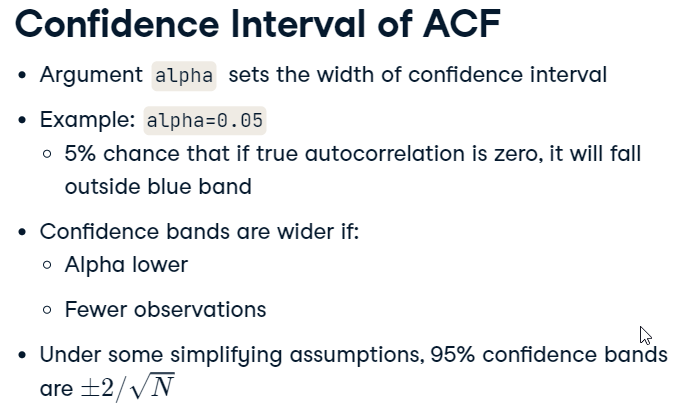 Confidence Interval of ACF
• Argument alpha sets the width of confidence interval
• Example: alpha=0.05
◦ 5% chance that if true autocorrelation is zero, it will fall
outside blue band
• Confidence bands are wider if:
◦ Alpha lower
◦ Fewer observations
• Under some simplifying assumptions, 95% confidence bands
are ±2/√N